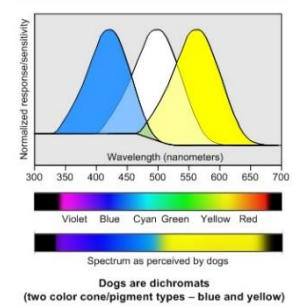 Normalized response/sensitivity
Wavelength (nanometers)
300 350 400 450 500 550 600 650 700
Violet Blue Cyan Green Yellow Red
Spectrum as perceived by dogs
Dogs are dichromats
(two color cone/pigment types – blue and yellow)